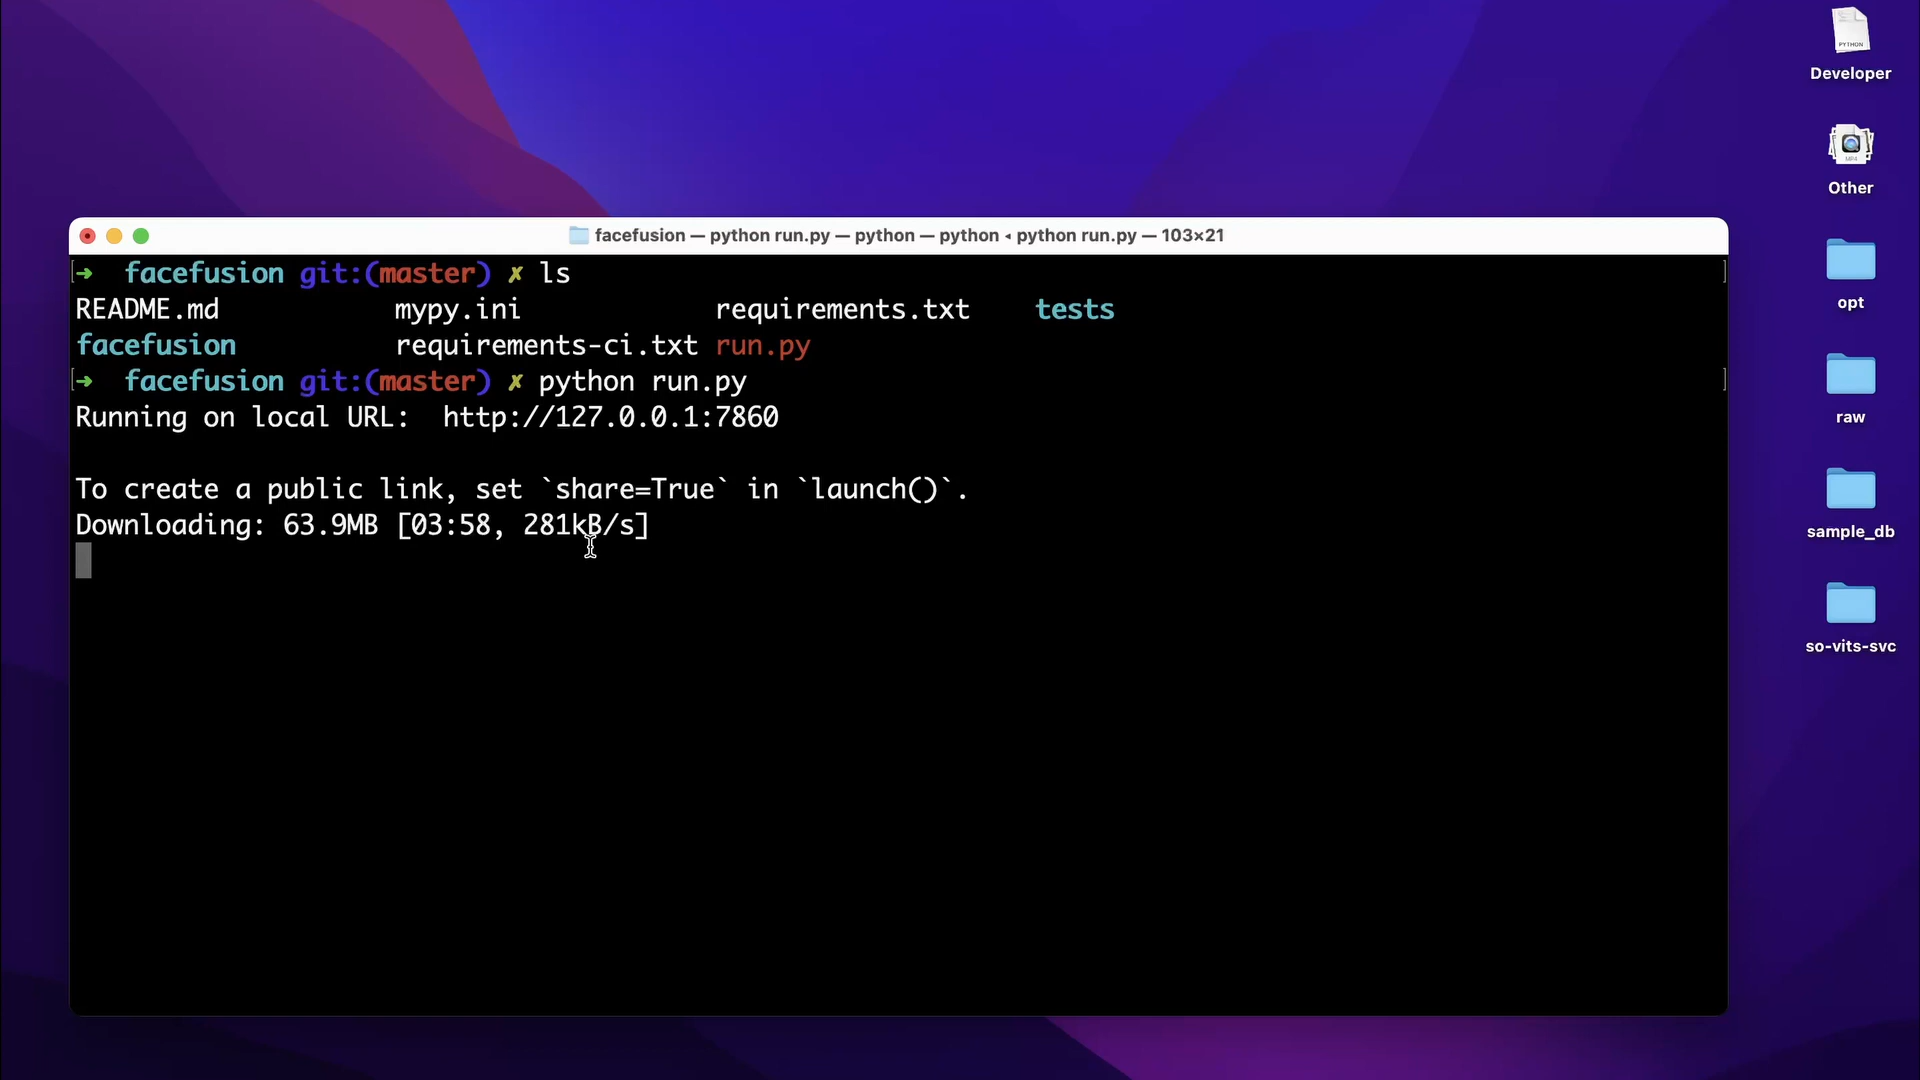 facefusion — python run.py — python — python ◂ python run.py — 103×21
➜ facefusion git:(master) ✗ ls
README.md mypy.ini requirements.txt tests
facefusion requirements-ci.txt run.py
➜ facefusion git:(master) ✗ python run.py
Running on local URL: http://127.0.0.1:7860
To create a public link, set `share=True` in `launch()`.
Downloading: 63.9MB [03:58, 281kB/s]
PYTHON
Developer
MP4
Other
opt
raw
sample_db
so-vits-svc